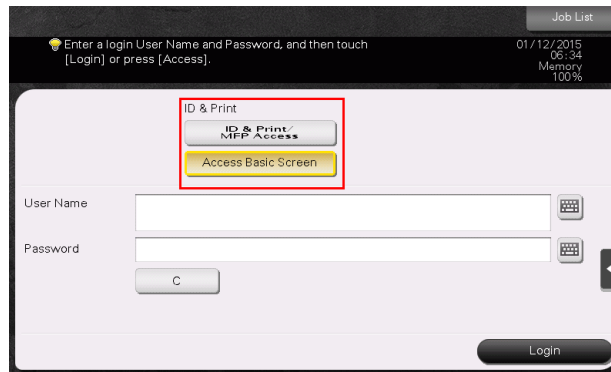 Job List
Enter a login User Name and Password, and then touch
[Login] or press [Access].
01/12/2015
06:34
Memory
100%
ID & Print
ID & Print/
MFP Access
Access Basic Screen
User Name
Password
C
Login